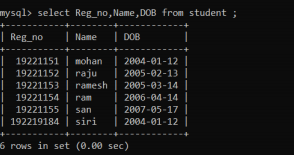 mysql> select Reg_no,Name,DOB from student ;
+-----------+--------+------------+
| Reg_no    | Name   | DOB        |
+-----------+--------+------------+
|  19221151 | mohan  | 2004-01-12 |
|  19221152 | raju   | 2005-02-13 |
|  19221153 | ramesh | 2005-03-14 |
|  19221154 | ram    | 2006-04-14 |
|  19221155 | san    | 2007-05-17 |
| 192219184 | siri   | 2004-01-12 |
+-----------+--------+------------+
6 rows in set (0.00 sec)